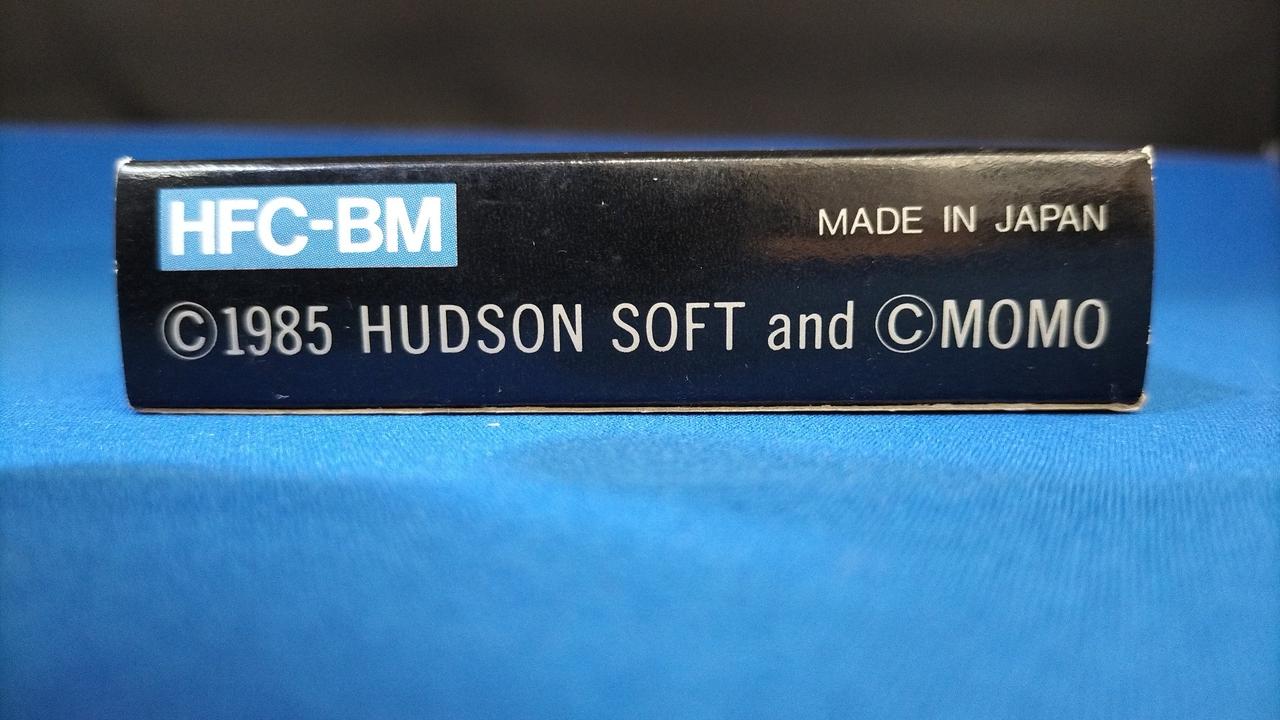 HFC-BM
MADE IN JAPAN
©1985 HUDSON SOFT and ©MOMO